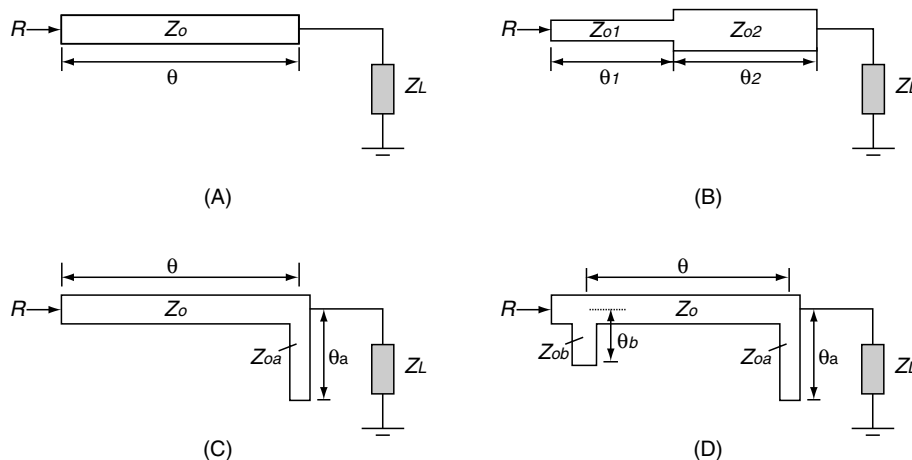 R Zo ZL
θ
(A)
R Zo1 Zo2 ZL
θ1 θ2
(B)
θ
R Zo
Zoa θa ZL
(C)
θ
R Zo
Zob θb Zoa θa ZL
(D)